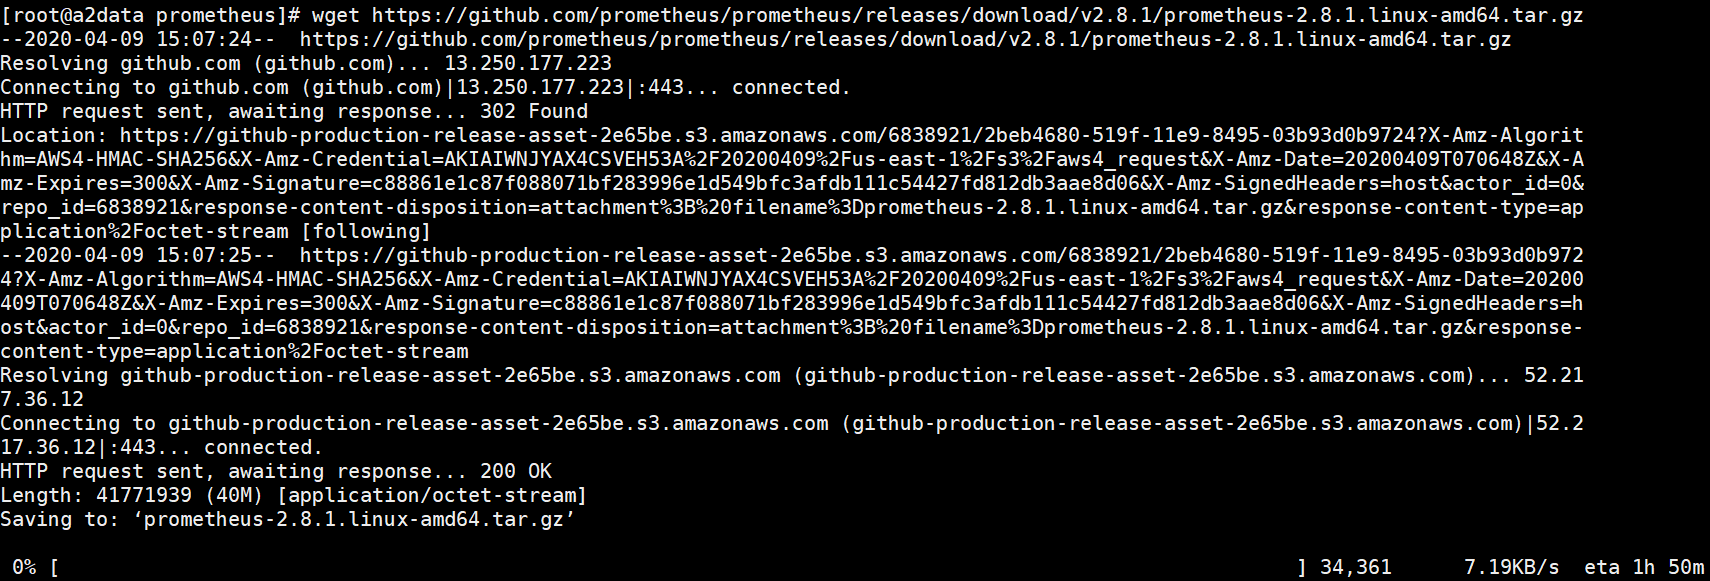 [root@a2data prometheus]# wget https://github.com/prometheus/prometheus/releases/download/v2.8.1/prometheus-2.8.1.linux-amd64.tar.gz
--2020-04-09 15:07:24--  https://github.com/prometheus/prometheus/releases/download/v2.8.1/prometheus-2.8.1.linux-amd64.tar.gz
Resolving github.com (github.com)... 13.250.177.223
Connecting to github.com (github.com)|13.250.177.223|:443... connected.
HTTP request sent, awaiting response... 302 Found
Location: https://github-production-release-asset-2e65be.s3.amazonaws.com/6838921/2beb4680-519f-11e9-8495-03b93d0b9724?X-Amz-Algorit
hm=AWS4-HMAC-SHA256&X-Amz-Credential=AKIAIWNJYAX4CSVEH53A%2F20200409%2Fus-east-1%2Fs3%2Faws4_request&X-Amz-Date=20200409T070648Z&X-A
mz-Expires=300&X-Amz-Signature=c88861e1c87f088071bf283996e1d549bfc3afdb111c54427fd812db3aae8d06&X-Amz-SignedHeaders=host&actor_id=0&
repo_id=6838921&response-content-disposition=attachment%3B%20filename%3Dprometheus-2.8.1.linux-amd64.tar.gz&response-content-type=ap
plication%2Foctet-stream [following]
--2020-04-09 15:07:25--  https://github-production-release-asset-2e65be.s3.amazonaws.com/6838921/2beb4680-519f-11e9-8495-03b93d0b972
4?X-Amz-Algorithm=AWS4-HMAC-SHA256&X-Amz-Credential=AKIAIWNJYAX4CSVEH53A%2F20200409%2Fus-east-1%2Fs3%2Faws4_request&X-Amz-Date=20200
409T070648Z&X-Amz-Expires=300&X-Amz-Signature=c88861e1c87f088071bf283996e1d549bfc3afdb111c54427fd812db3aae8d06&X-Amz-SignedHeaders=h
ost&actor_id=0&repo_id=6838921&response-content-disposition=attachment%3B%20filename%3Dprometheus-2.8.1.linux-amd64.tar.gz&response-
content-type=application%2Foctet-stream
Resolving github-production-release-asset-2e65be.s3.amazonaws.com (github-production-release-asset-2e65be.s3.amazonaws.com)... 52.21
7.36.12
Connecting to github-production-release-asset-2e65be.s3.amazonaws.com (github-production-release-asset-2e65be.s3.amazonaws.com)|52.2
17.36.12|:443... connected.
HTTP request sent, awaiting response... 200 OK
Length: 41771939 (40M) [application/octet-stream]
Saving to: ‘prometheus-2.8.1.linux-amd64.tar.gz’
0% [ ] 34,361 7.19KB/s eta 1h 50m